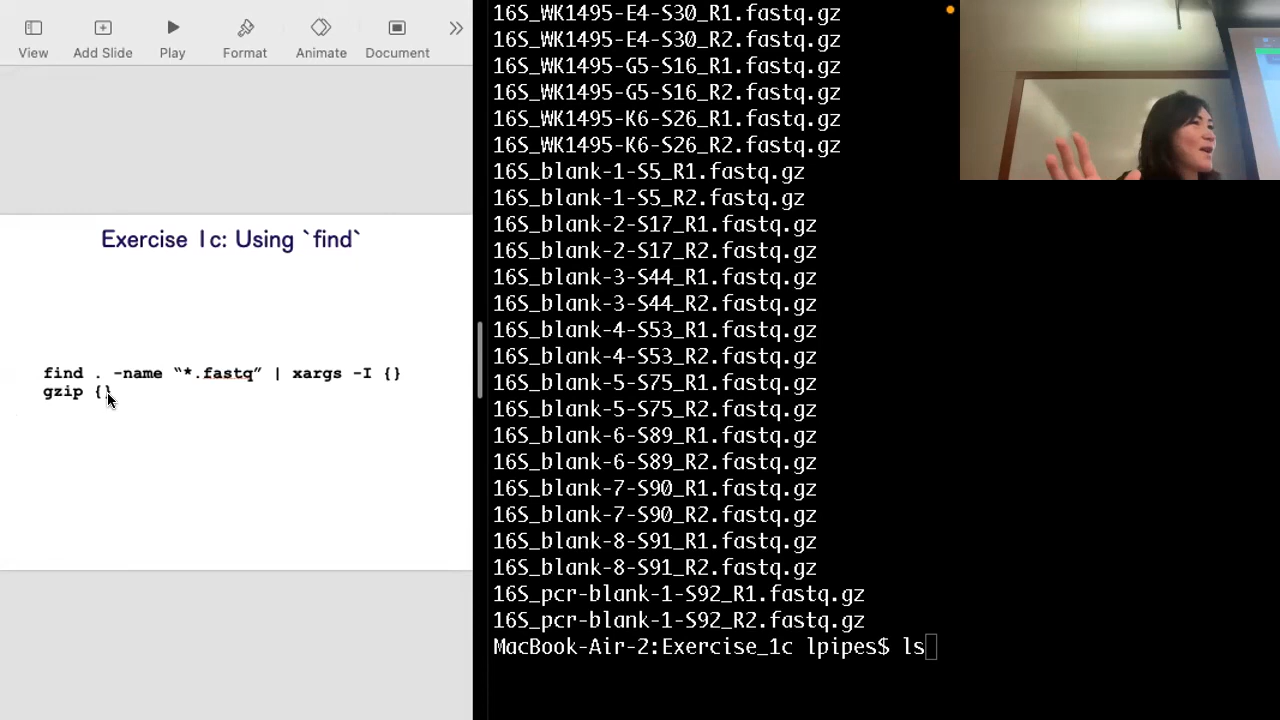 View
Add Slide
Play
Format
Animate
Document
Exercise 1c: Using `find`
find . -name “*.fastq” | xargs -I {}
gzip {}
16S_WK1495-E4-S30_R1.fastq.gz
16S_WK1495-E4-S30_R2.fastq.gz
16S_WK1495-G5-S16_R1.fastq.gz
16S_WK1495-G5-S16_R2.fastq.gz
16S_WK1495-K6-S26_R1.fastq.gz
16S_WK1495-K6-S26_R2.fastq.gz
16S_blank-1-S5_R1.fastq.gz
16S_blank-1-S5_R2.fastq.gz
16S_blank-2-S17_R1.fastq.gz
16S_blank-2-S17_R2.fastq.gz
16S_blank-3-S44_R1.fastq.gz
16S_blank-3-S44_R2.fastq.gz
16S_blank-4-S53_R1.fastq.gz
16S_blank-4-S53_R2.fastq.gz
16S_blank-5-S75_R1.fastq.gz
16S_blank-5-S75_R2.fastq.gz
16S_blank-6-S89_R1.fastq.gz
16S_blank-6-S89_R2.fastq.gz
16S_blank-7-S90_R1.fastq.gz
16S_blank-7-S90_R2.fastq.gz
16S_blank-8-S91_R1.fastq.gz
16S_blank-8-S91_R2.fastq.gz
16S_pcr-blank-1-S92_R1.fastq.gz
16S_pcr-blank-1-S92_R2.fastq.gz
MacBook-Air-2:Exercise_1c lpipes$ ls